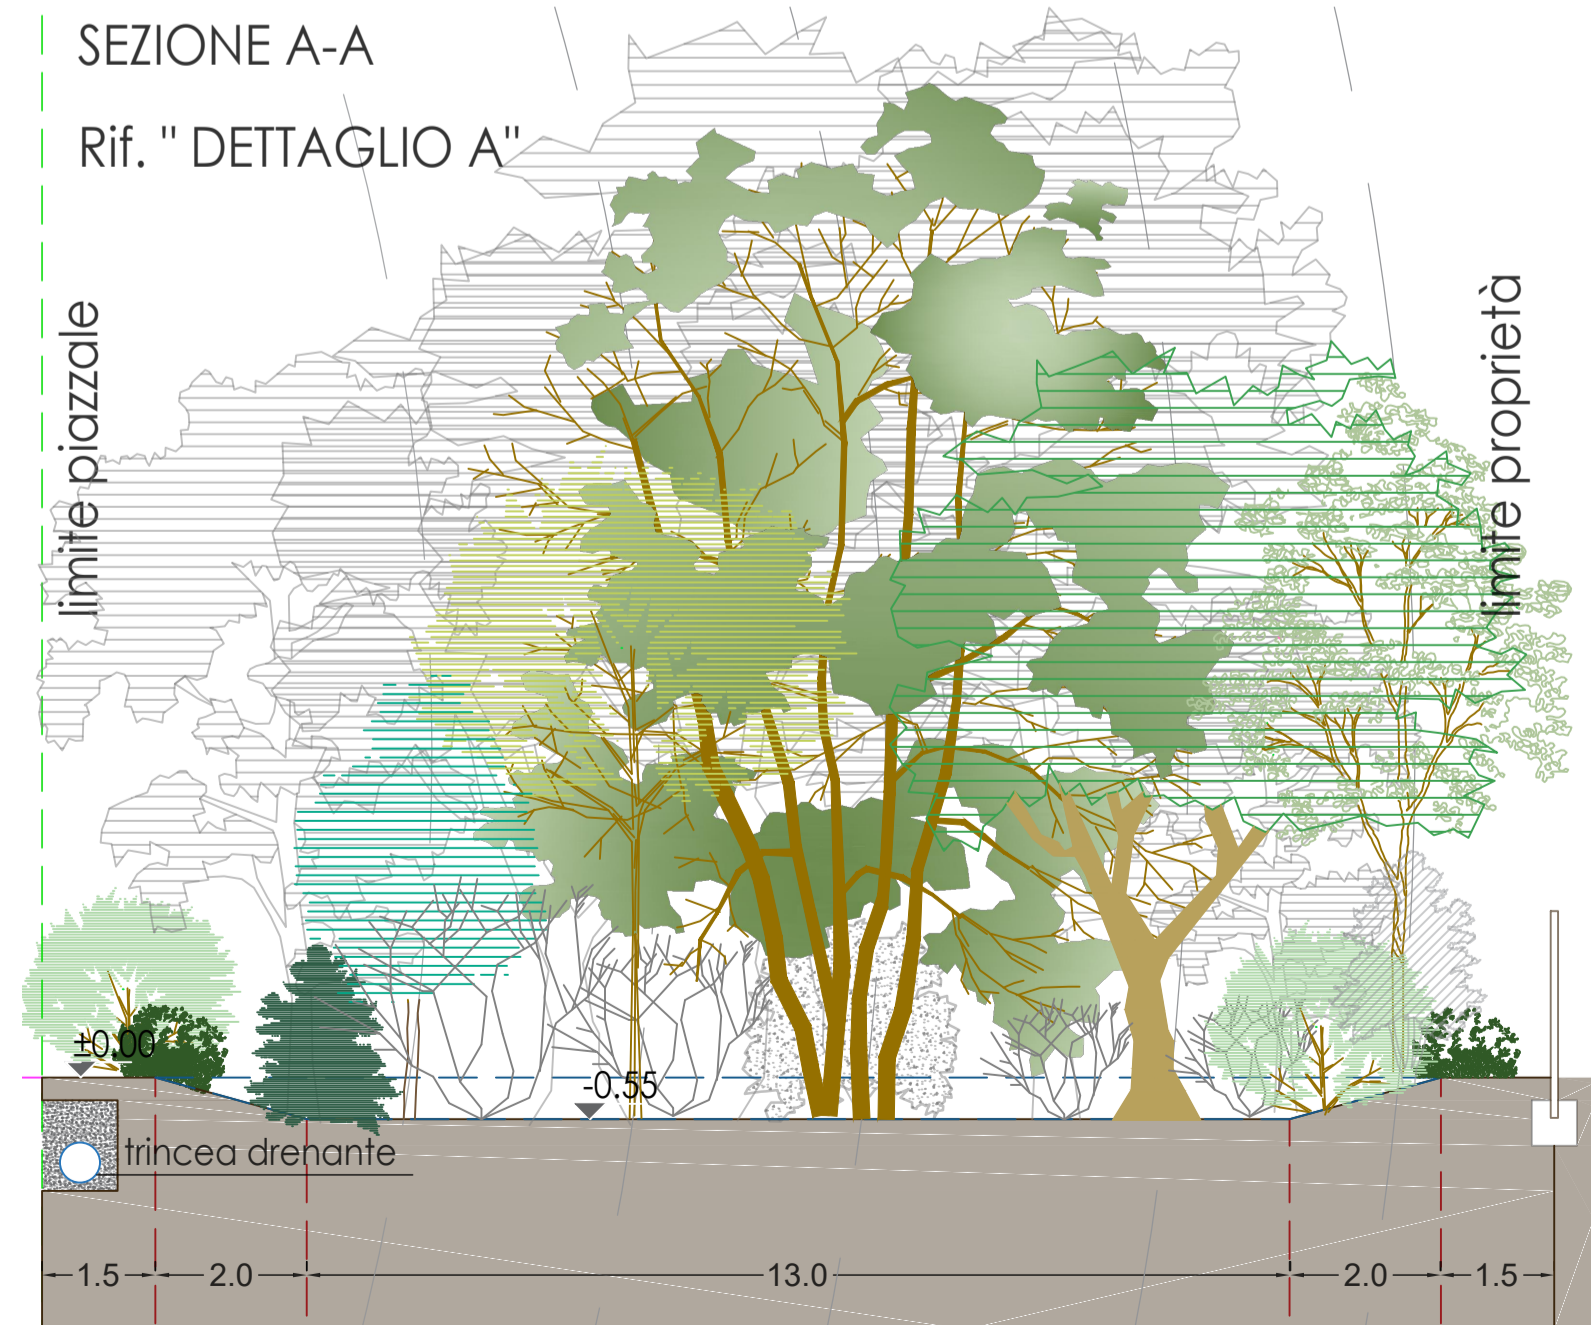 SEZIONE A-A
Rif. " DETTAGLIO A"
limite piazzale
limite proprietà
±0.00
-0.55
trincea drenante
1.5 2.0 13.0 2.0 1.5